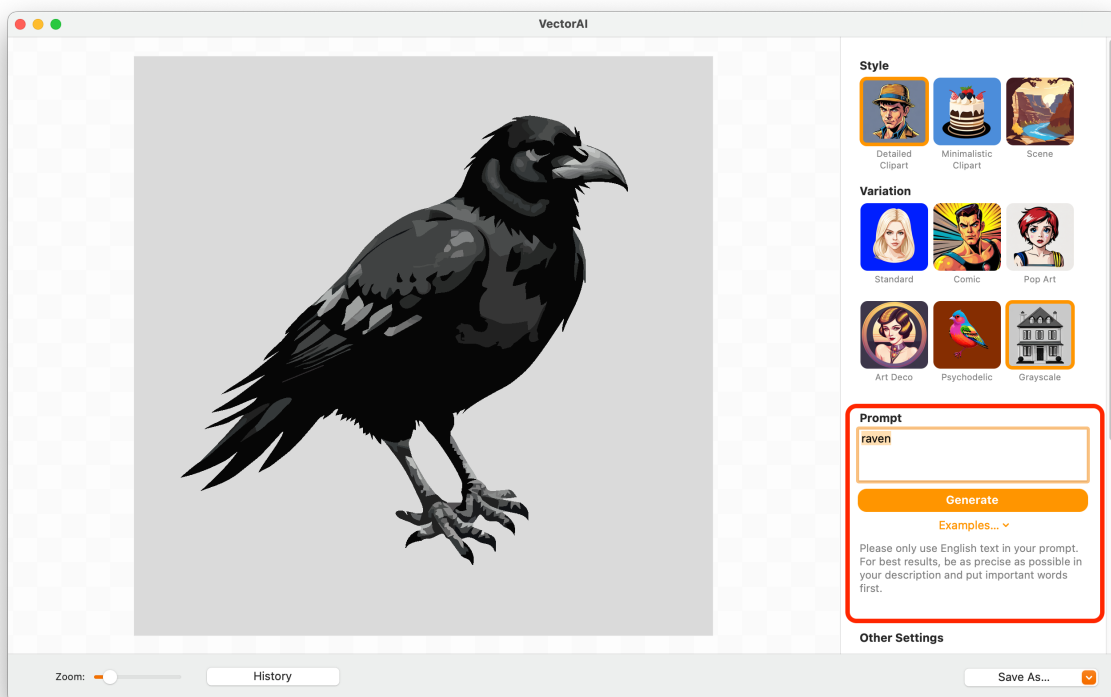 VectorAI
Style
Detailed
Clipart
Minimalistic
Clipart
Scene
Variation
Standard
Comic
Pop Art
Art Deco
Psychodelic
Grayscale
Prompt
raven
Generate
Examples...
Please only use English text in your prompt.
For best results, be as precise as possible in
your description and put important words
first.
Other Settings
Zoom:
History
Save As...